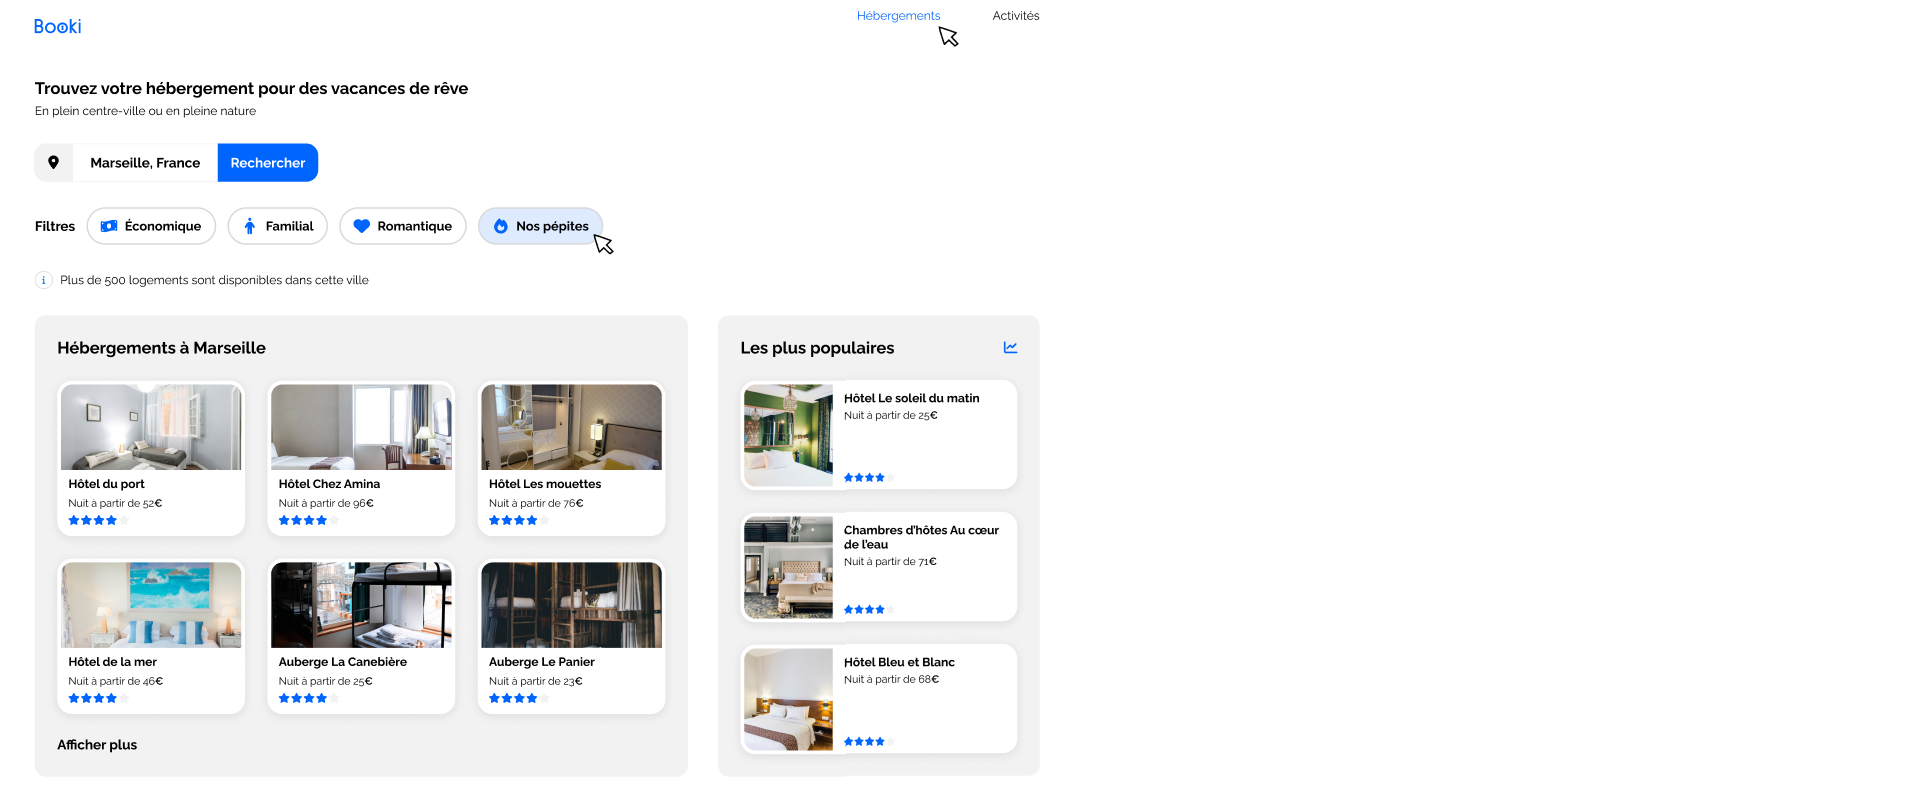 Booki
Hébergements
Activités
Trouvez votre hébergement pour des vacances de rêve
En plein centre-ville ou en pleine nature
Marseille, France
Rechercher
Filtres
Économique
Familial
Romantique
Nos pépites
i
Plus de 500 logements sont disponibles dans cette ville
Hébergements à Marseille
Hôtel du port
Nuit à partir de 52€
Hôtel Chez Amina
Nuit à partir de 96€
Hôtel Les mouettes
Nuit à partir de 76€
Hôtel de la mer
Nuit à partir de 46€
Auberge La Canebière
Nuit à partir de 25€
Auberge Le Panier
Nuit à partir de 23€
Afficher plus
Les plus populaires
Hôtel Le soleil du matin
Nuit à partir de 25€
Chambres d'hôtes Au cœur
de l'eau
Nuit à partir de 71€
Hôtel Bleu et Blanc
Nuit à partir de 68€